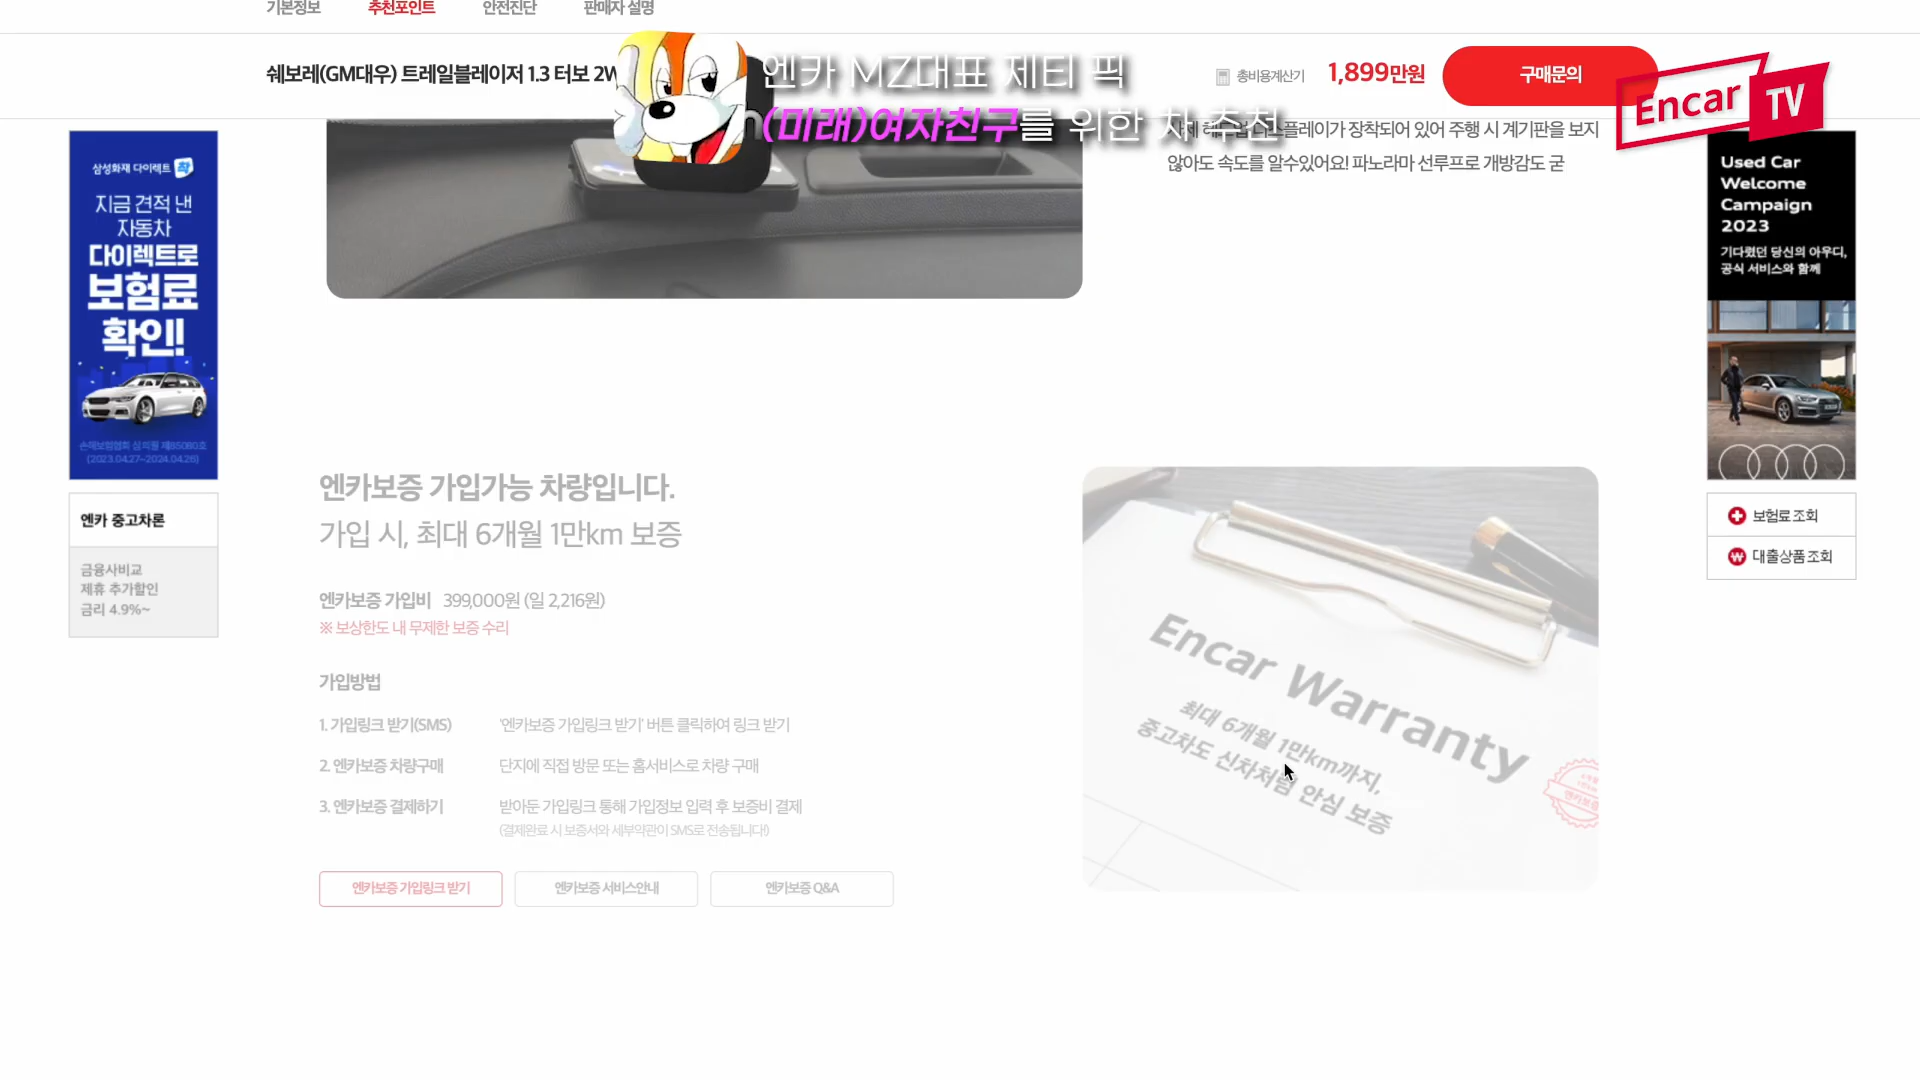 기본정보 추천포인트 안전진단 판매자 설명
쉐보레(GM대우) 트레일블레이저 1.3 터보 2W
엔카 MZ대표 제티 픽
(미래)여자친구를 위한 차 추천
총비용계산기 1,899만원 구매문의
Encar TV
디스플레이가 장착되어 있어 주행 시 계기판을 보지
않아도 속도를 알수있어요! 파노라마 선루프로 개방감도 굳
삼성화재 다이렉트 착
지금 견적 낸
자동차
다이렉트로
보험료
확인!
손해보험협회 심의필 제85080호
(2023.04.27~2024.04.26)
엔카 중고차론
금융사비교
제휴 추가할인
금리 4.9%~
엔카보증 가입가능 차량입니다.
가입 시, 최대 6개월 1만km 보증
엔카보증 가입비 399,000원 (일 2,216원)
※ 보상한도 내 무제한 보증 수리
가입방법
1. 가입링크 받기(SMS) '엔카보증 가입링크 받기' 버튼 클릭하여 링크 받기
2. 엔카보증 차량구매 단지에 직접 방문 또는 홈서비스로 차량 구매
3. 엔카보증 결제하기 받아둔 가입링크 통해 가입정보 입력 후 보증비 결제
(결제완료 시 보증서와 세부약관이 SMS로 전송됩니다!)
엔카보증 가입링크 받기 엔카보증 서비스안내 엔카보증 Q&A
Encar Warranty
최대 6개월 1만km까지,
중고차도 신차처럼 안심 보증
Used Car
Welcome
Campaign
2023
기다렸던 당신의 아우디,
공식 서비스와 함께
보험료 조회
대출상품 조회